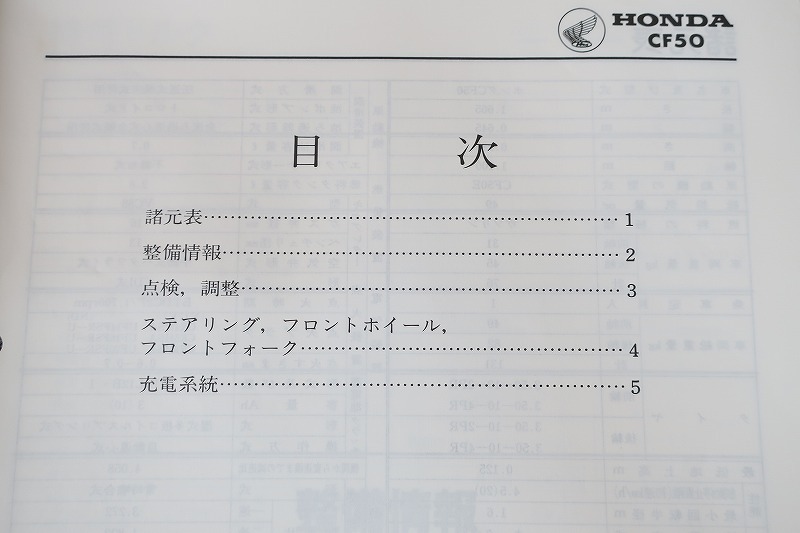 HONDA
CF50
目 次
諸元表 1
整備情報 2
点検，調整 3
ステアリング，フロントホイール，
フロントフォーク 4
充電系統 5